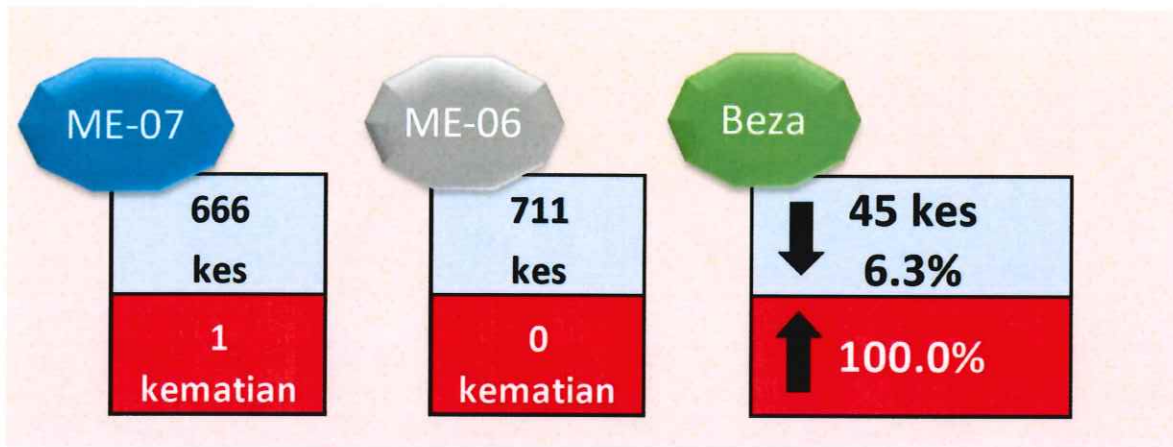 ME-07
ME-06
Beza
666
kes
711
kes
45 kes
6.3%
1
kematian
0
kematian
100.0%